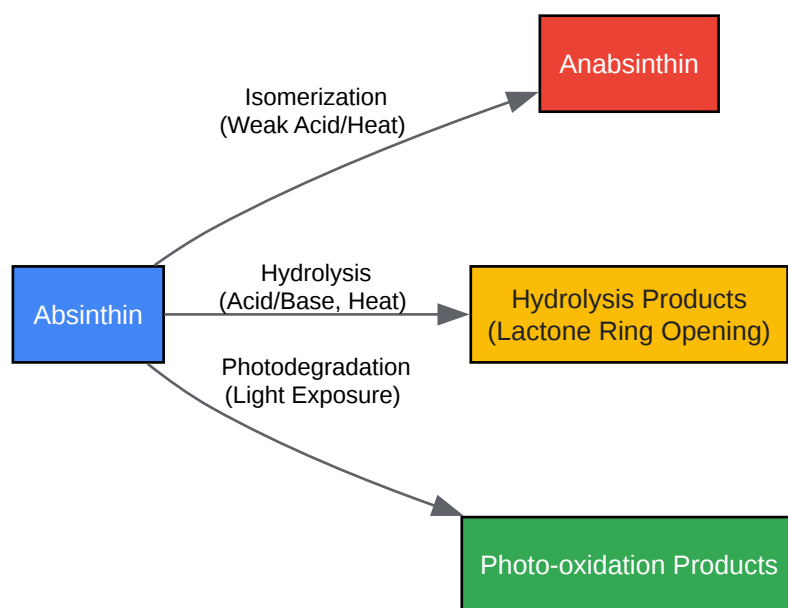 Anabsinthin
Isomerization
(Weak Acid/Heat)
Absinthin
Hydrolysis
(Acid/Base, Heat)
Hydrolysis Products
(Lactone Ring Opening)
Photodegradation
(Light Exposure)
Photo-oxidation Products